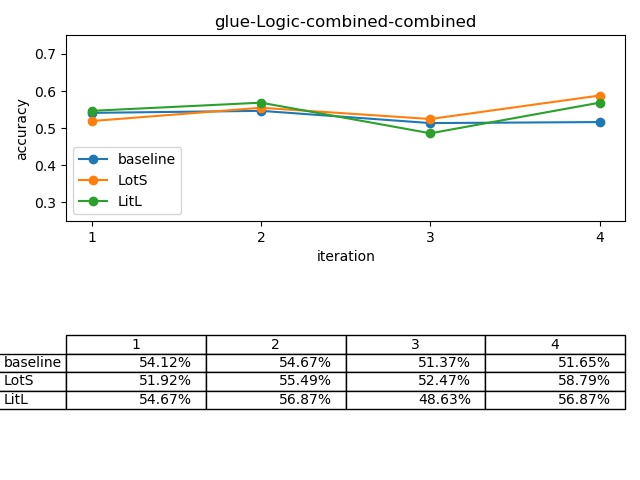 glue-Logic-combined-combined
accuracy
0.7
0.6
0.5
0.4
0.3
baseline
LotS
LitL
1 2 3 4
iteration
1 2 3 4
baseline 54.12% 54.67% 51.37% 51.65%
LotS 51.92% 55.49% 52.47% 58.79%
LitL 54.67% 56.87% 48.63% 56.87%